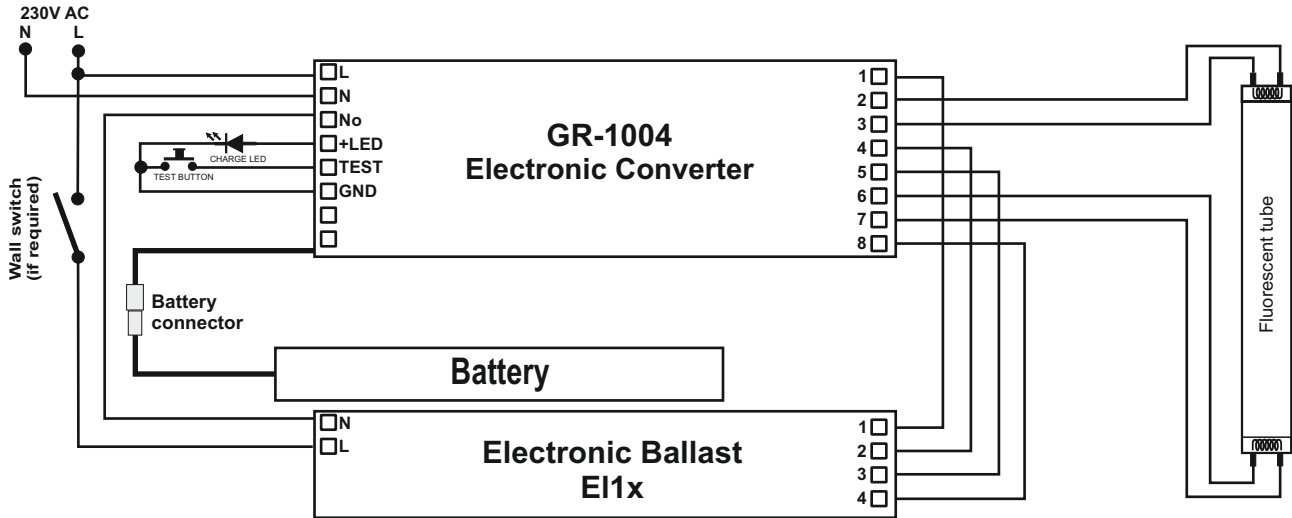 230V AC
N L
L
N
No
+LED
TEST
GND
CHARGE LED
TEST BUTTON
Wall switch
(if required)
GR-1004
Electronic Converter
1
2
3
4
5
6
7
8
Battery
connector
Battery
N
L
Electronic Ballast
El1x
1
2
3
4
Fluorescent tube